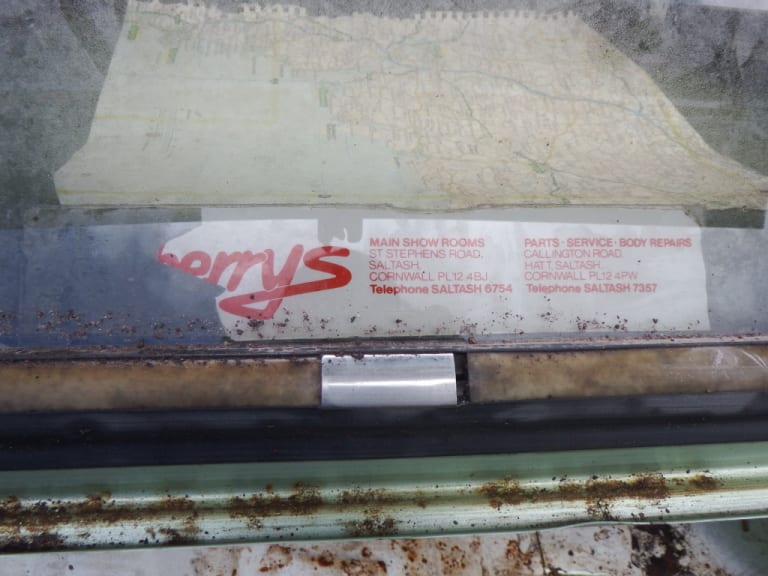 MAIN SHOW ROOMS
ST STEPHENS ROAD,
SALTASH,
CORNWALL PL12 4BJ
Telephone SALTASH 6754
PARTS · SERVICE · BODY REPAIRS
CALLINGTON ROAD,
HATT, SALTASH,
CORNWALL PL12 4PW
Telephone SALTASH 7357